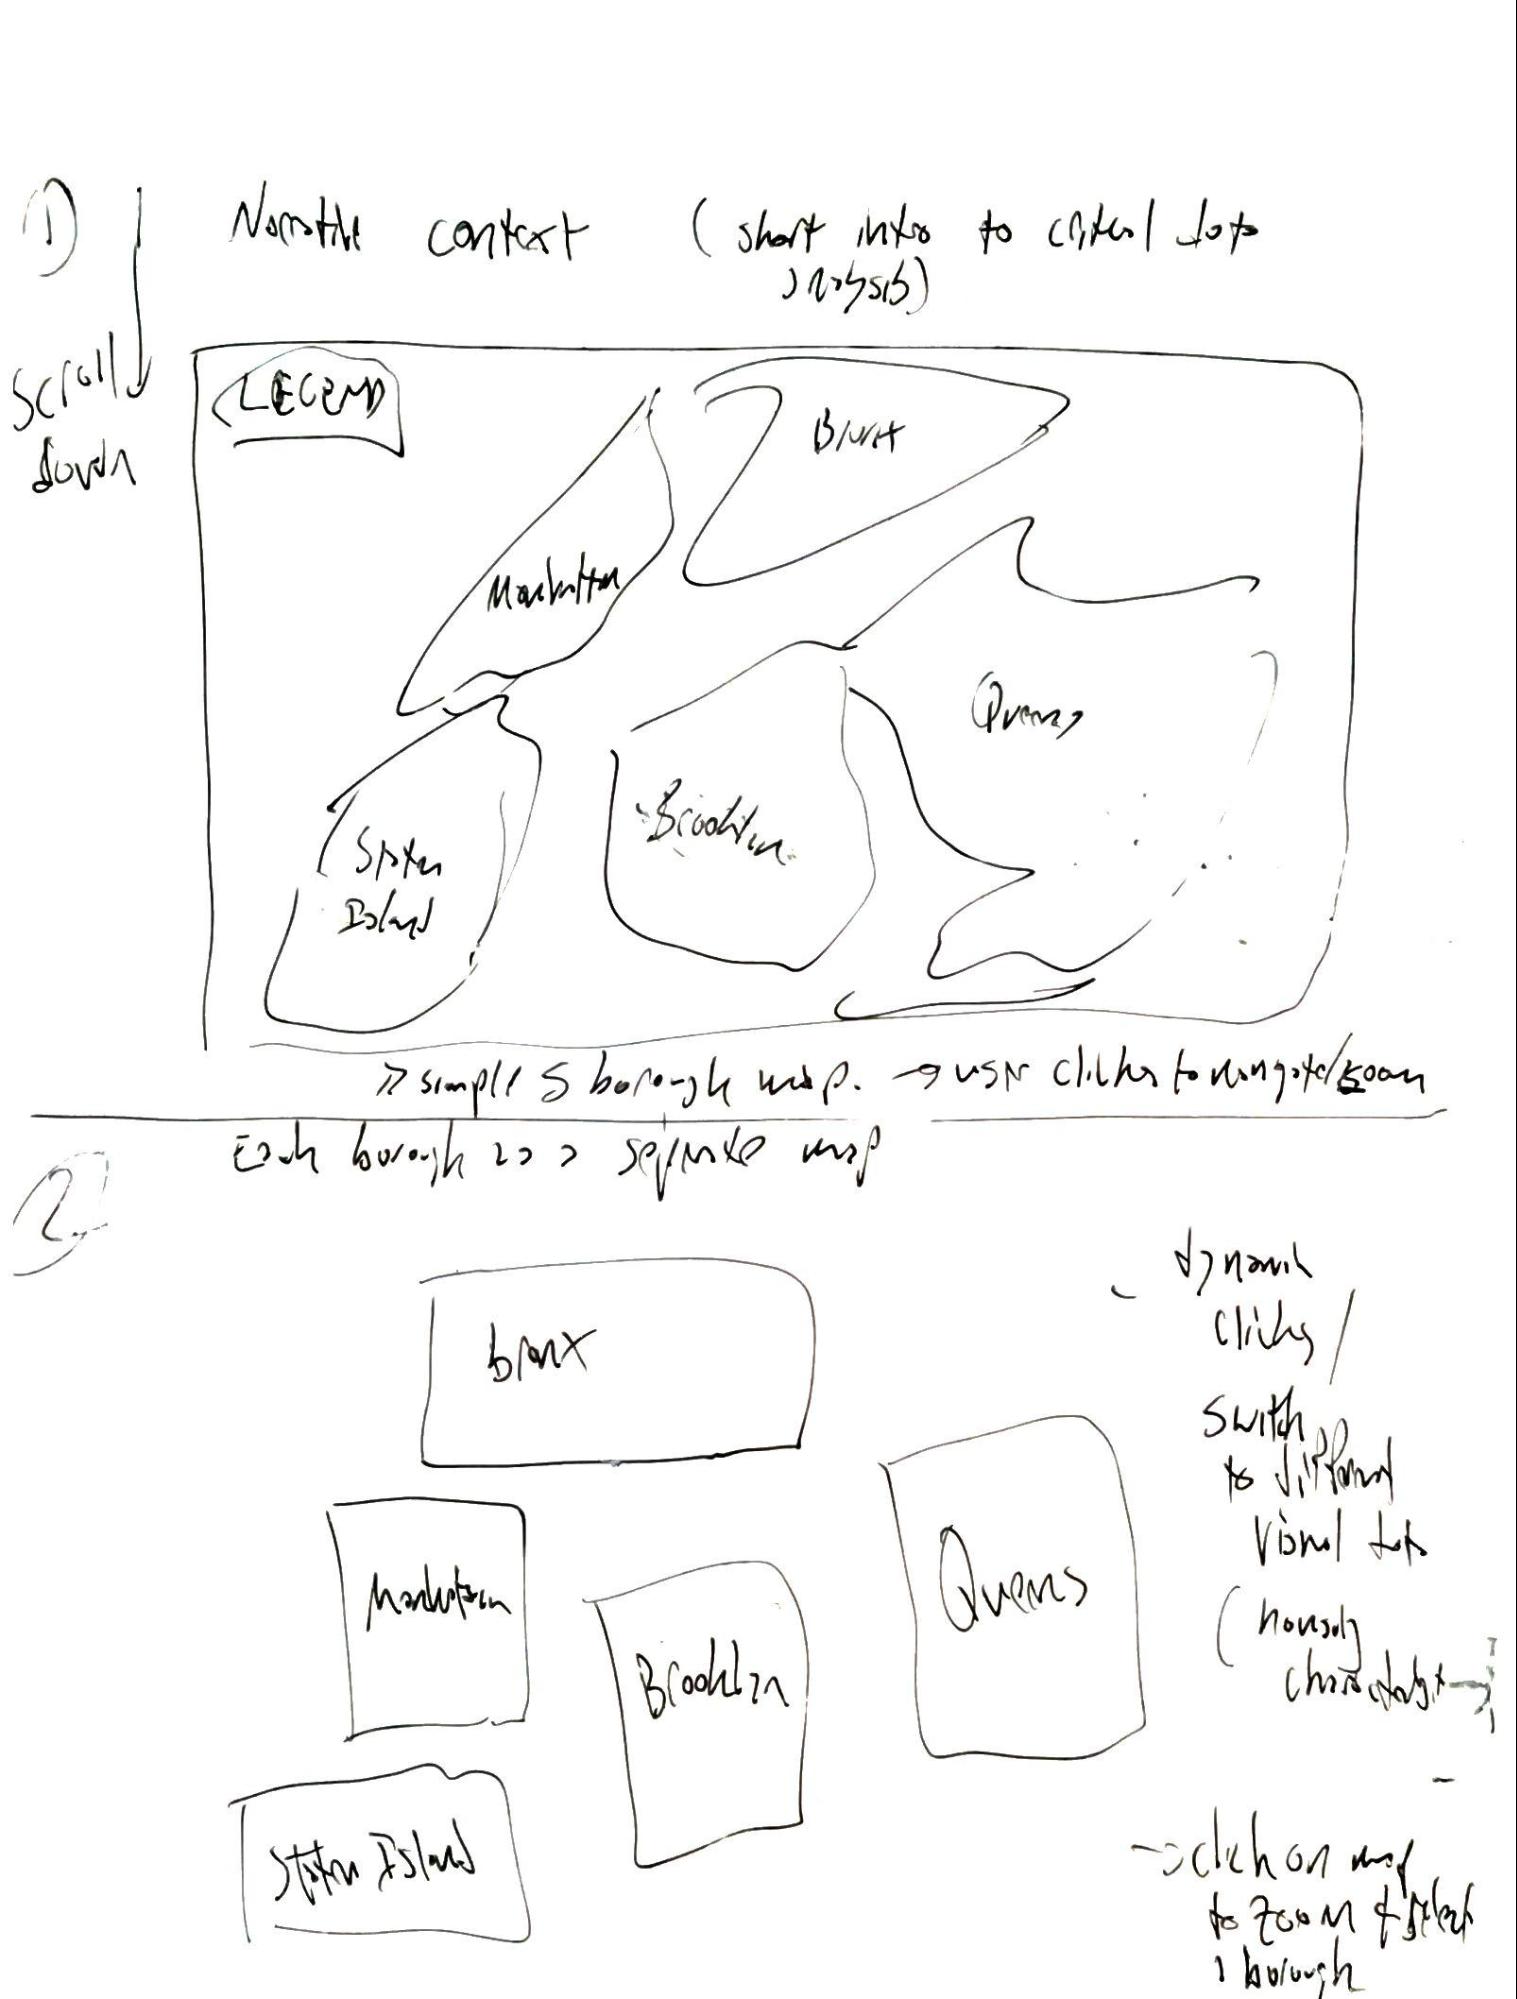 1
Narrative context (short intro to critical data
analysis)
Scroll
down
LEGEND
Bronx
Manhattan
Queens
Brooklyn
Staten
Island
simple 5 borough map. → user clicks to navigate/zoom
Each borough as a separate map
2.
bronx
Manhattan
Brooklyn
Queens
Staten Island
- dynamic
clicks /
switch
to different
visual data
(housing
→ click on map
to zoom & select
1 borough